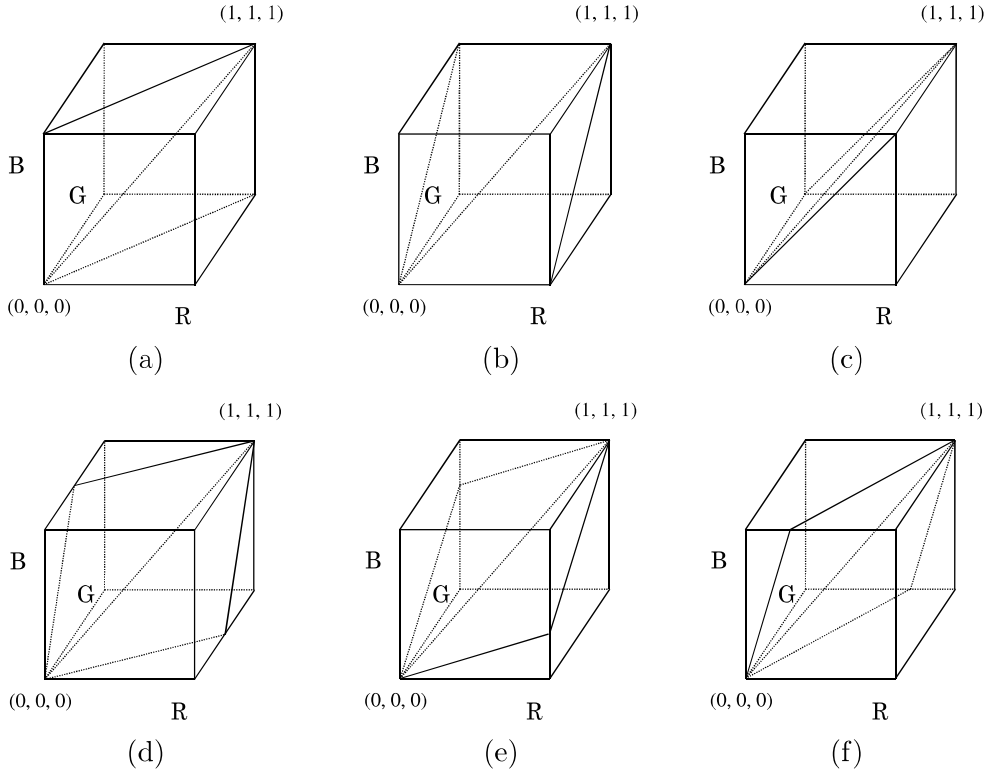 (1, 1, 1) (1, 1, 1) (1, 1, 1)
B B B
G G G
(0, 0, 0) (0, 0, 0) (0, 0, 0)
R R R
(a) (b) (c)
(1, 1, 1) (1, 1, 1) (1, 1, 1)
B B B
G G G
(0, 0, 0) (0, 0, 0) (0, 0, 0)
R R R
(d) (e) (f)